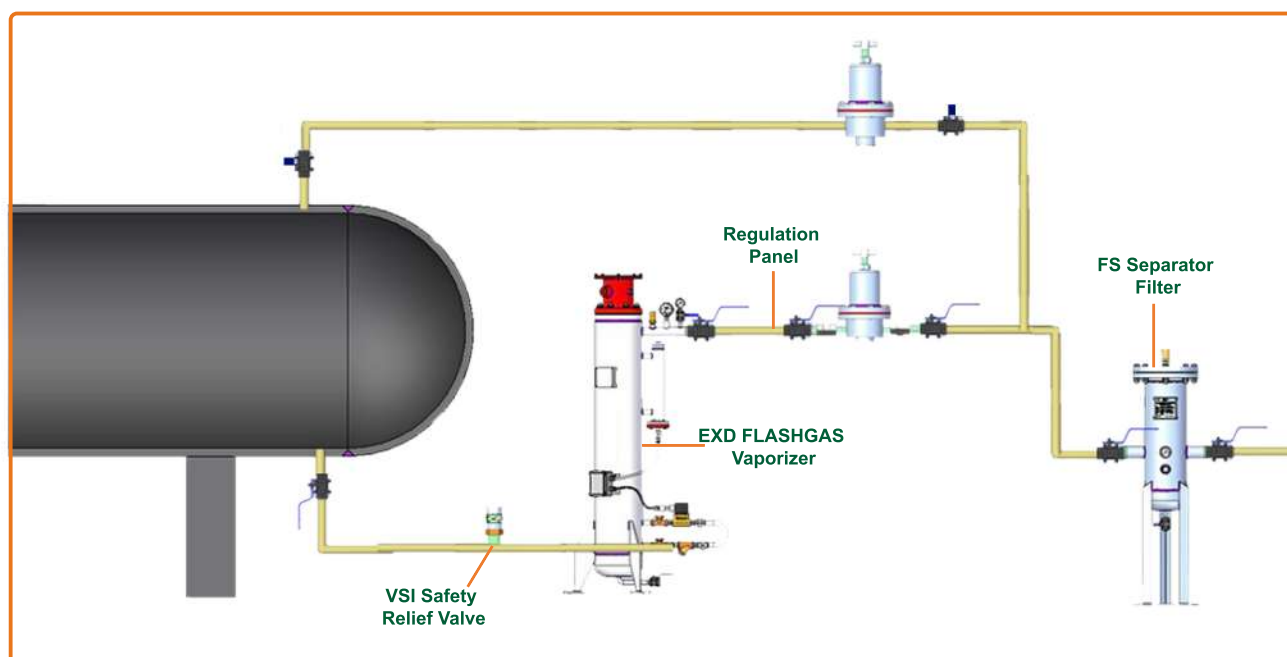 Regulation
Panel
FS Separator
Filter
EXD FLASHGAS
Vaporizer
VSI Safety
Relief Valve